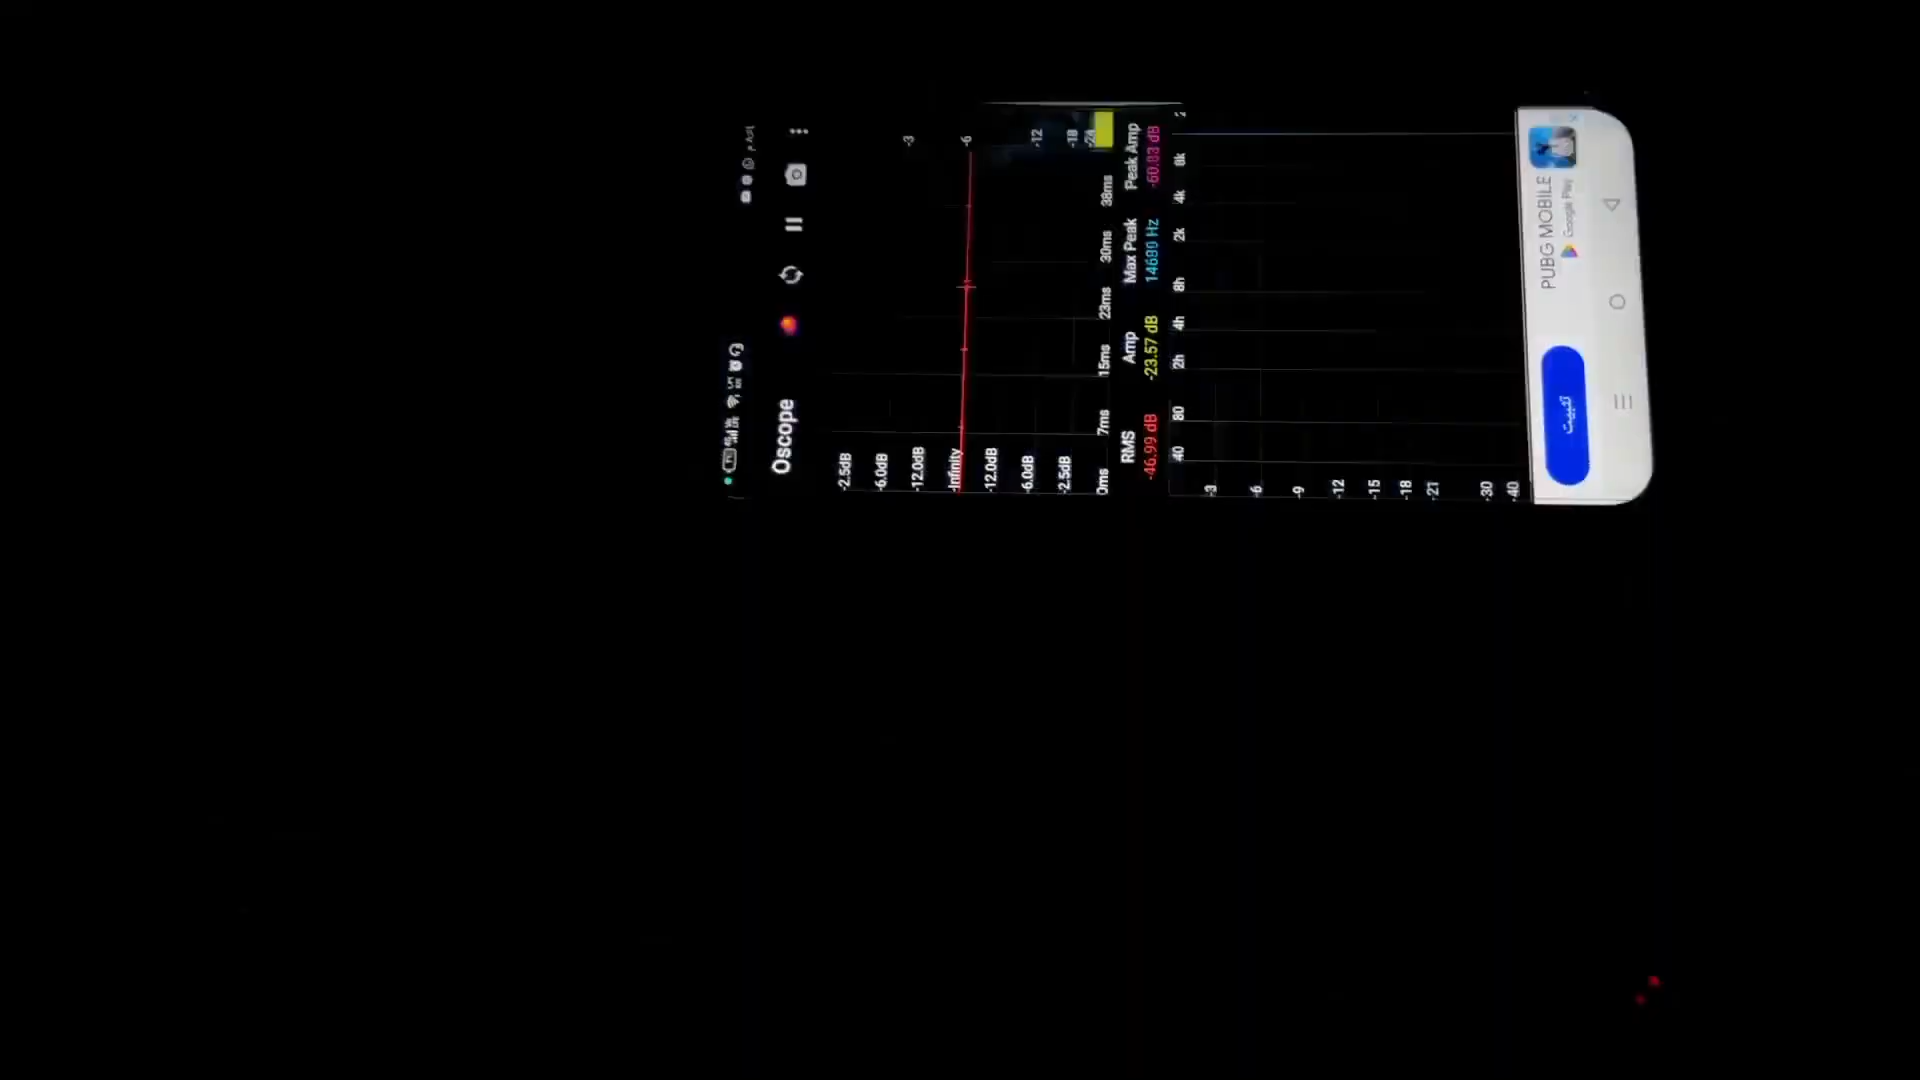 Oscope
-2.5dB
-6.0dB
-12.0dB
-Infinity
-12.0dB
-6.0dB
-2.5dB
-3
-6
-12
-18
-24
0ms 7ms 15ms 23ms 30ms 38ms
RMS Amp Max Peak Peak Amp
-46.99 dB -23.57 dB 14680 Hz -60.03 dB
40 80 2h 4h 8h 2k 4k 8k
-3
-6
-9
-12
-15
-18
-21
-30
-40
PUBG MOBILE
Google Play
تثبيت